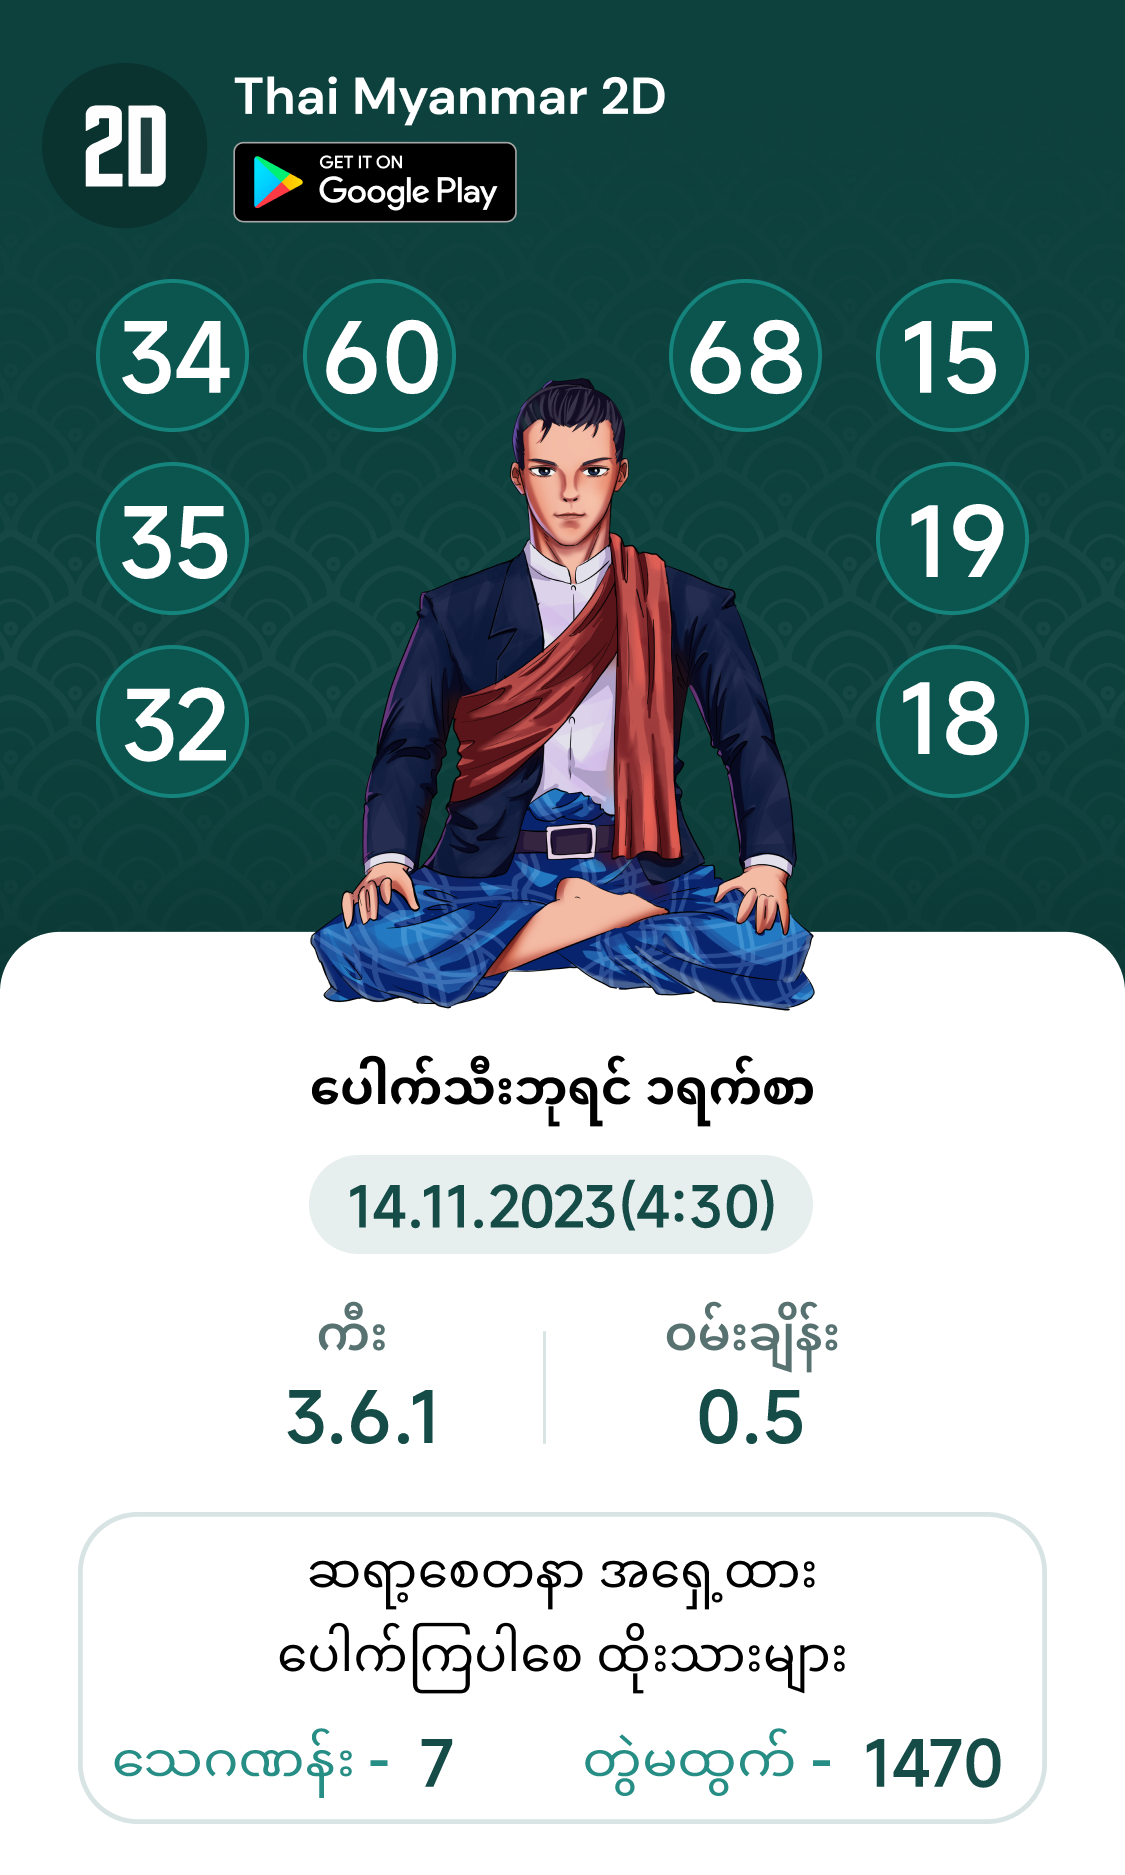 2D
Thai Myanmar 2D
GET IT ON
Google Play
34 60 68 15
35 19
32 18
ပေါက်သီးဘုရင် ၁ရက်စာ
14.11.2023(4:30)
ကီး ဝမ်းချိန်း
3.6.1 0.5
ဆရာ့စေတနာ အရှေ့ထား
ပေါက်ကြပါစေ ထိုးသားများ
သေဂဏန်း - 7 တွဲမထွက် - 1470